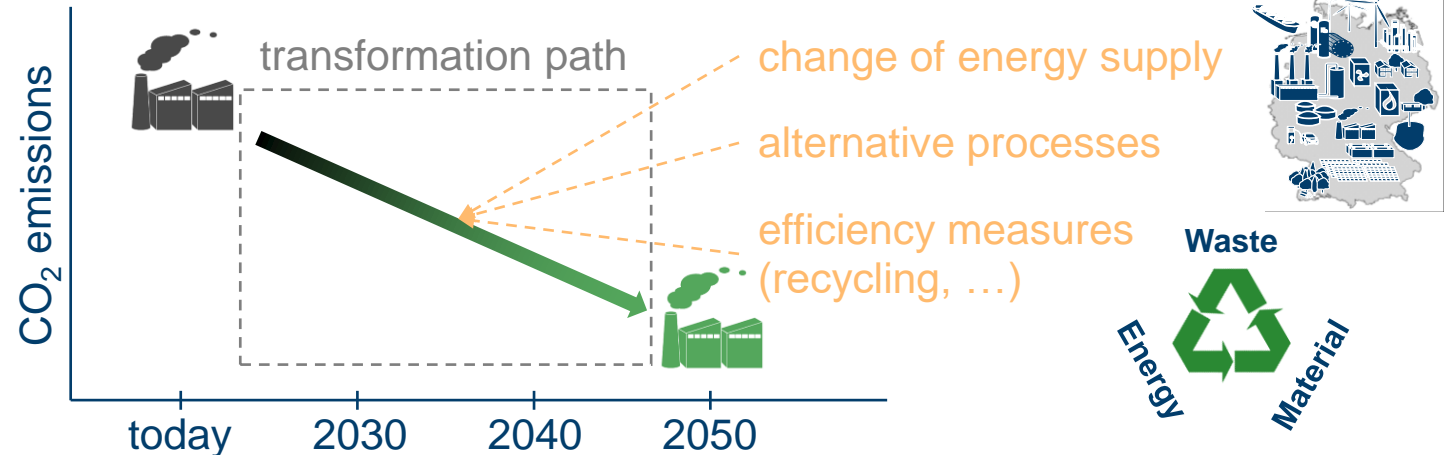 transformation path
change of energy supply
alternative processes
efficiency measures
(recycling, …)
CO₂ emissions
today 2030 2040 2050
Waste
Energy
Material